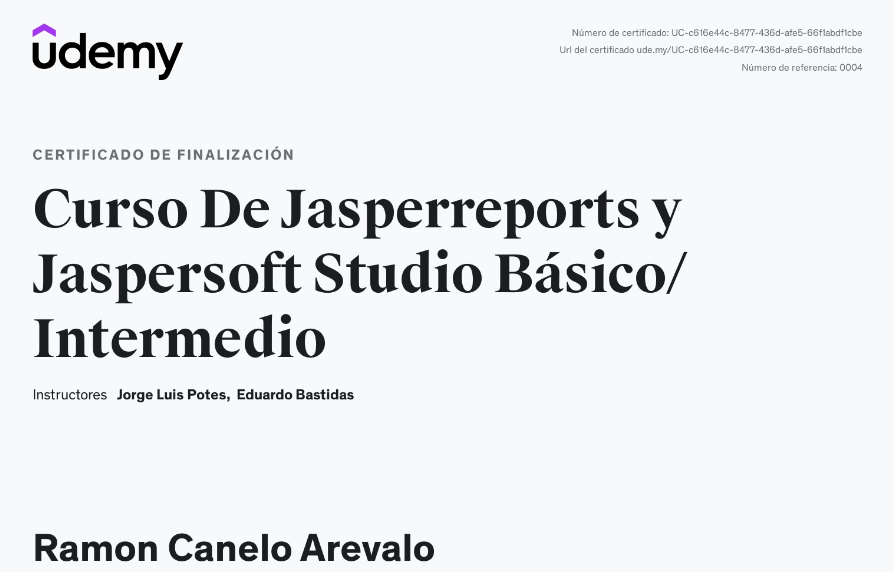 udemy
Número de certificado: UC-c616e44c-8477-436d-afe5-66f1abdf1cbe
Url del certificado ude.my/UC-c616e44c-8477-436d-afe5-66f1abdf1cbe
Número de referencia: 0004
CERTIFICADO DE FINALIZACIÓN
Curso De Jasperreports y
Jaspersoft Studio Básico/
Intermedio
Instructores Jorge Luis Potes, Eduardo Bastidas
Ramon Canelo Arevalo